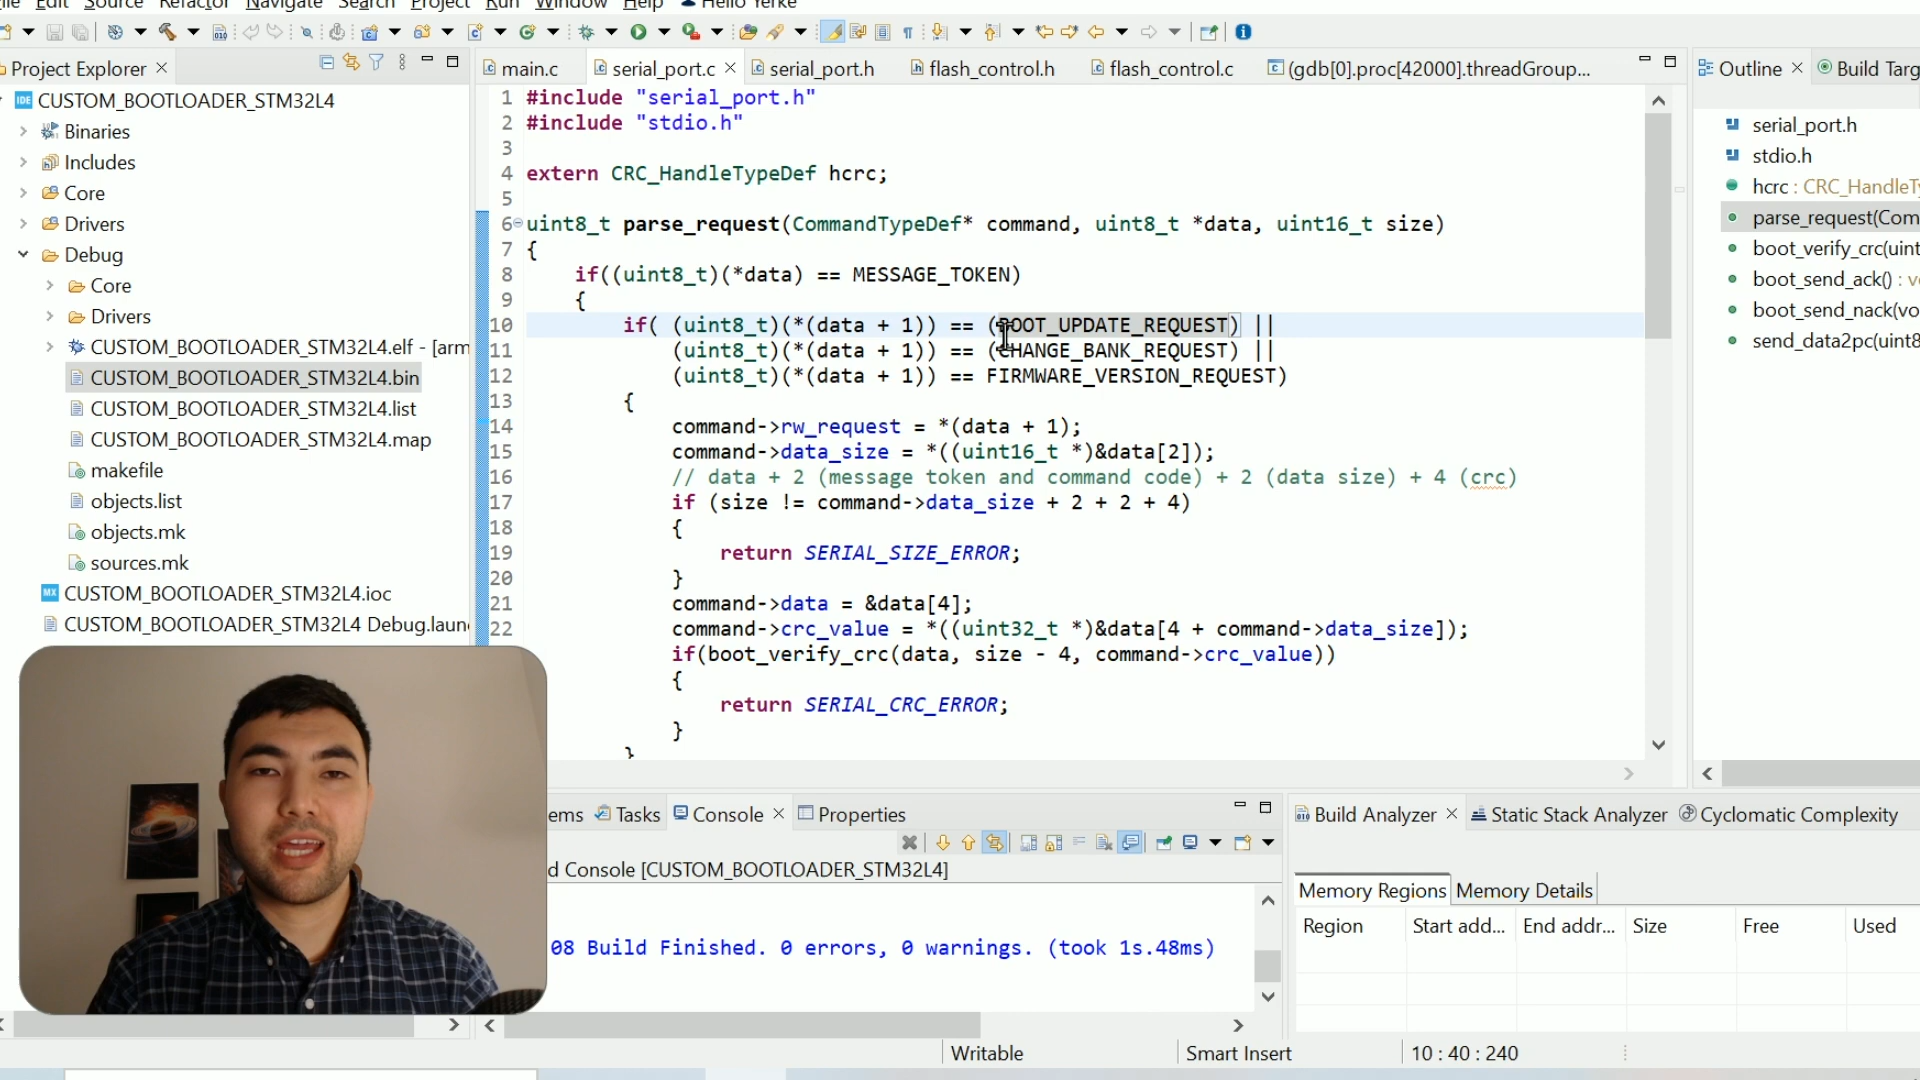 File Edit Source Refactor Navigate Search Project Run Window Help Hello Yerke
Project Explorer
CUSTOM_BOOTLOADER_STM32L4
Binaries
Includes
Core
Drivers
Debug
Core
Drivers
CUSTOM_BOOTLOADER_STM32L4.elf - [arm
CUSTOM_BOOTLOADER_STM32L4.bin
CUSTOM_BOOTLOADER_STM32L4.list
CUSTOM_BOOTLOADER_STM32L4.map
makefile
objects.list
objects.mk
sources.mk
CUSTOM_BOOTLOADER_STM32L4.ioc
CUSTOM_BOOTLOADER_STM32L4 Debug.laun
main.c serial_port.c serial_port.h flash_control.h flash_control.c (gdb[0].proc[42000].threadGroup...
1 #include "serial_port.h"
2 #include "stdio.h"
3
4 extern CRC_HandleTypeDef hcrc;
5
6 uint8_t parse_request(CommandTypeDef* command, uint8_t *data, uint16_t size)
7 {
8 if((uint8_t)(*data) == MESSAGE_TOKEN)
9 {
10 if( (uint8_t)(*(data + 1)) == (BOOT_UPDATE_REQUEST) ||
11 (uint8_t)(*(data + 1)) == (CHANGE_BANK_REQUEST) ||
12 (uint8_t)(*(data + 1)) == FIRMWARE_VERSION_REQUEST)
13 {
14 command->rw_request = *(data + 1);
15 command->data_size = *((uint16_t *)&data[2]);
16 // data + 2 (message token and command code) + 2 (data size) + 4 (crc)
17 if (size != command->data_size + 2 + 2 + 4)
18 {
19 return SERIAL_SIZE_ERROR;
20 }
21 command->data = &data[4];
22 command->crc_value = *((uint32_t *)&data[4 + command->data_size]);
if(boot_verify_crc(data, size - 4, command->crc_value))
{
return SERIAL_CRC_ERROR;
}
}
Outline Build Targ
serial_port.h
stdio.h
hcrc : CRC_HandleTy
parse_request(Com
boot_verify_crc(uint
boot_send_ack() : v
boot_send_nack(vo
send_data2pc(uint8
ems Tasks Console Properties
d Console [CUSTOM_BOOTLOADER_STM32L4]
08 Build Finished. 0 errors, 0 warnings. (took 1s.48ms)
Build Analyzer Static Stack Analyzer Cyclomatic Complexity
Memory Regions Memory Details
Region Start add... End addr... Size Free Used
Writable Smart Insert 10 : 40 : 240